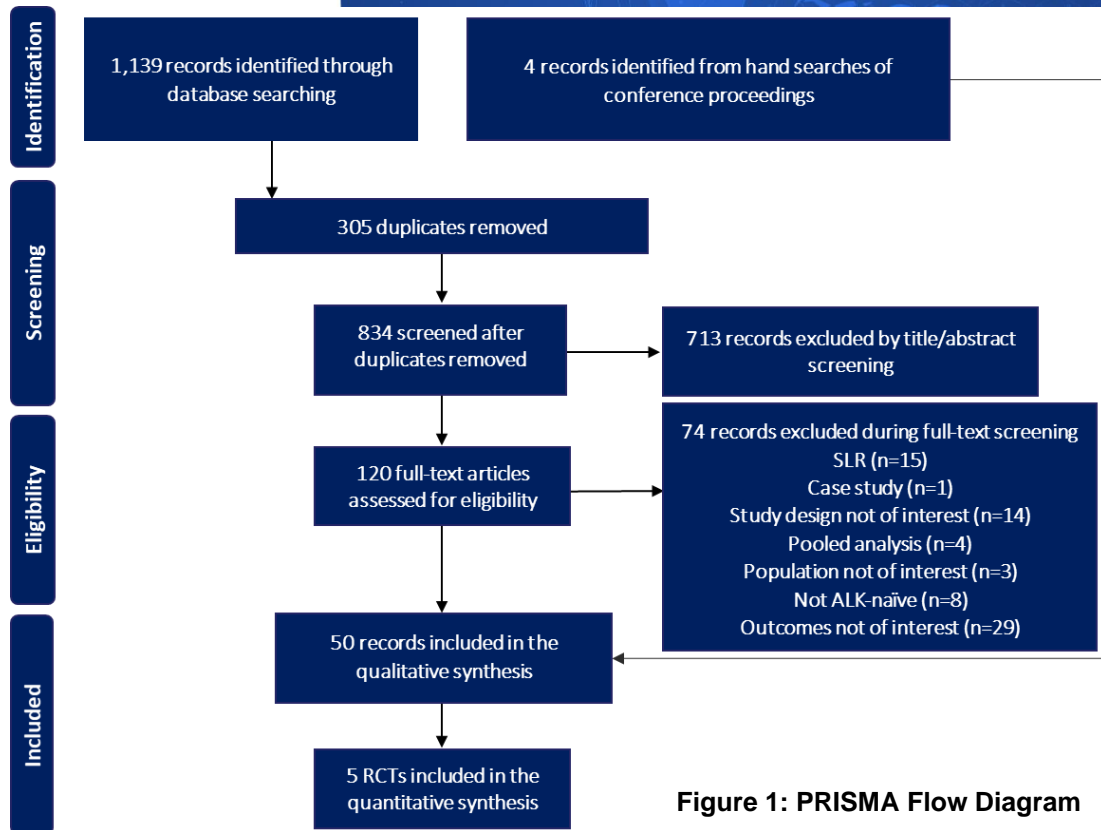 Identification
1,139 records identified through
database searching
4 records identified from hand searches of
conference proceedings
Screening
305 duplicates removed
834 screened after
duplicates removed
713 records excluded by title/abstract
screening
Eligibility
120 full-text articles
assessed for eligibility
74 records excluded during full-text screening
SLR (n=15)
Case study (n=1)
Study design not of interest (n=14)
Pooled analysis (n=4)
Population not of interest (n=3)
Not ALK-naïve (n=8)
Outcomes not of interest (n=29)
Included
50 records included in the
qualitative synthesis
5 RCTs included in the
quantitative synthesis
Figure 1: PRISMA Flow Diagram